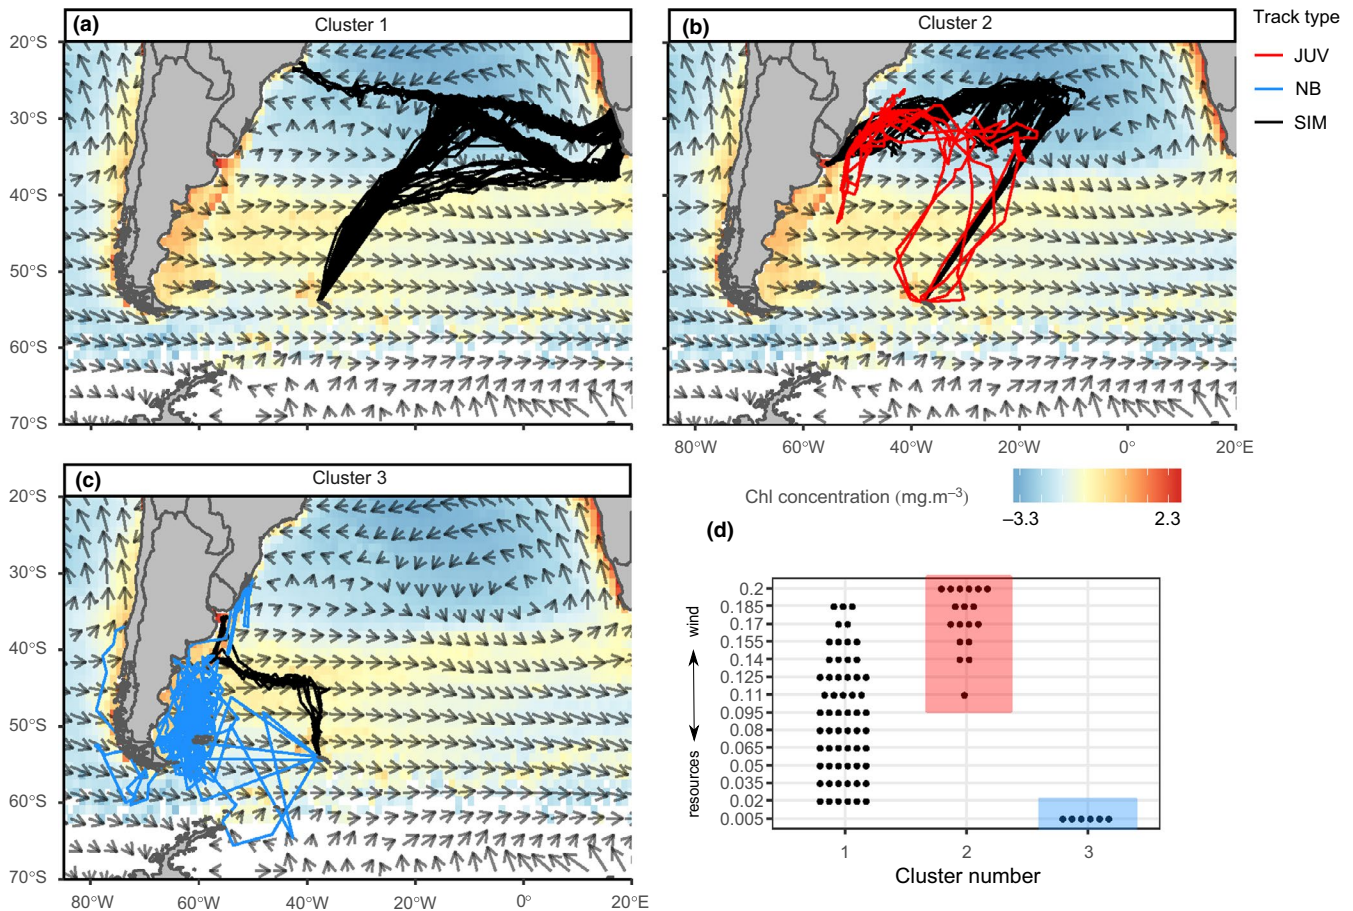 (a) Cluster 1
20°S
30°S
40°S
50°S
60°S
70°S
(b) Cluster 2
80°W 60°W 40°W 20°W 0° 20°E
Track type
JUV
NB
SIM
(c) Cluster 3
20°S
30°S
40°S
50°S
60°S
70°S
80°W 60°W 40°W 20°W 0° 20°E
Chl concentration (mg.m−3)
−3.3 2.3
(d)
resources wind
0.2
0.185
0.17
0.155
0.14
0.125
0.11
0.095
0.08
0.065
0.05
0.035
0.02
0.005
1 2 3
Cluster number